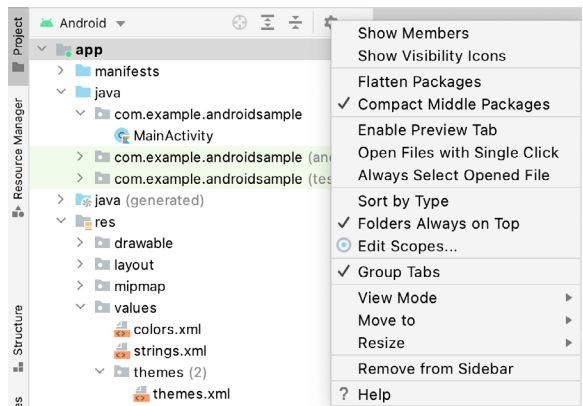 Project
Resource Manager
Structure
es
Android
app
manifests
java
com.example.androidsample
MainActivity
com.example.androidsample (an
com.example.androidsample (tes
java (generated)
res
drawable
layout
mipmap
values
colors.xml
strings.xml
themes (2)
themes.xml
Show Members
Show Visibility Icons
Flatten Packages
Compact Middle Packages
Enable Preview Tab
Open Files with Single Click
Always Select Opened File
Sort by Type
Folders Always on Top
Edit Scopes...
Group Tabs
View Mode
Move to
Resize
Remove from Sidebar
? Help